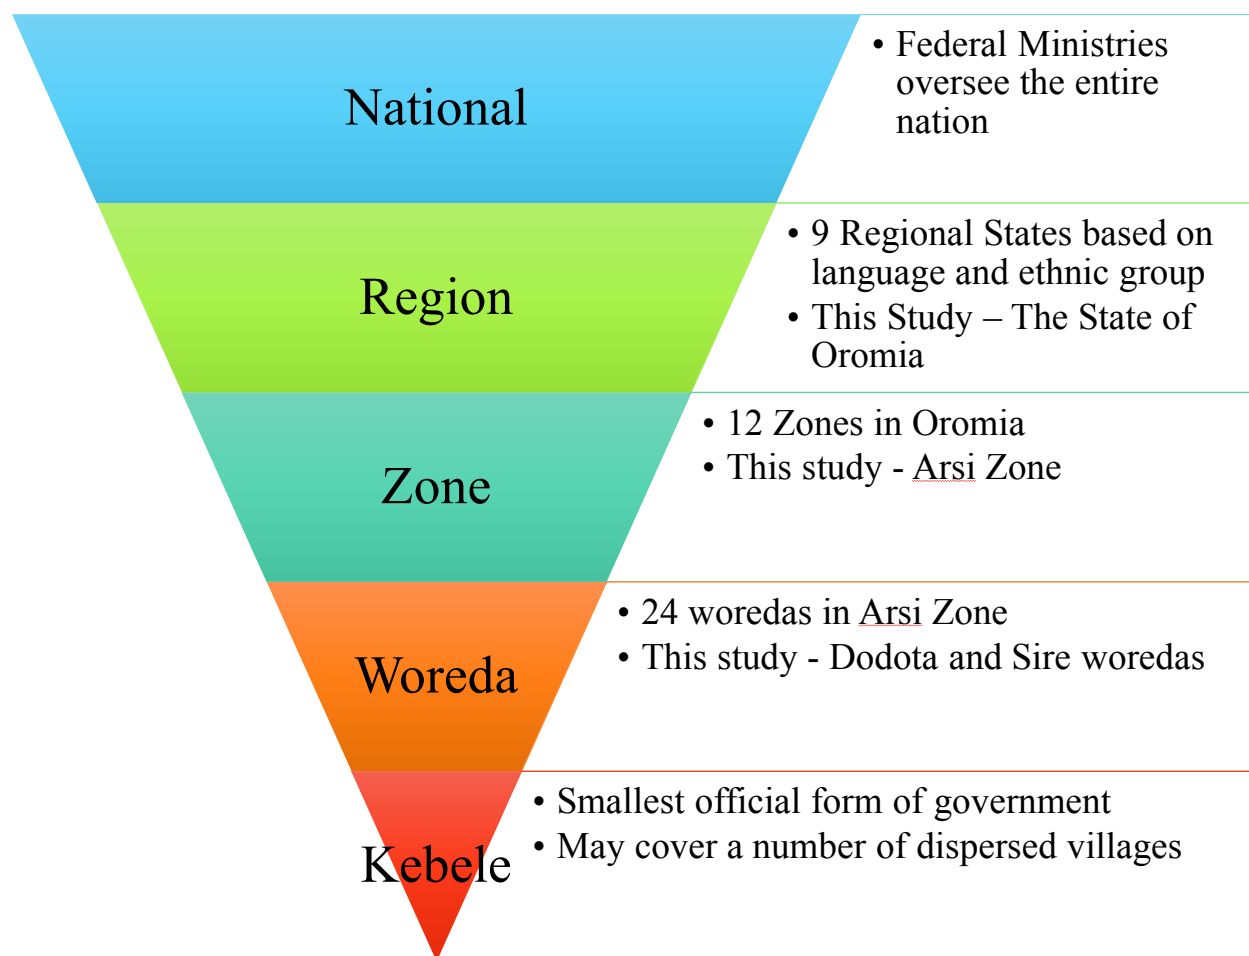 National
• Federal Ministries
oversee the entire
nation
Region
• 9 Regional States based on
language and ethnic group
• This Study – The State of
Oromia
Zone
• 12 Zones in Oromia
• This study - Arsi Zone
Woreda
• 24 woredas in Arsi Zone
• This study - Dodota and Sire woredas
Kebele
• Smallest official form of government
• May cover a number of dispersed villages